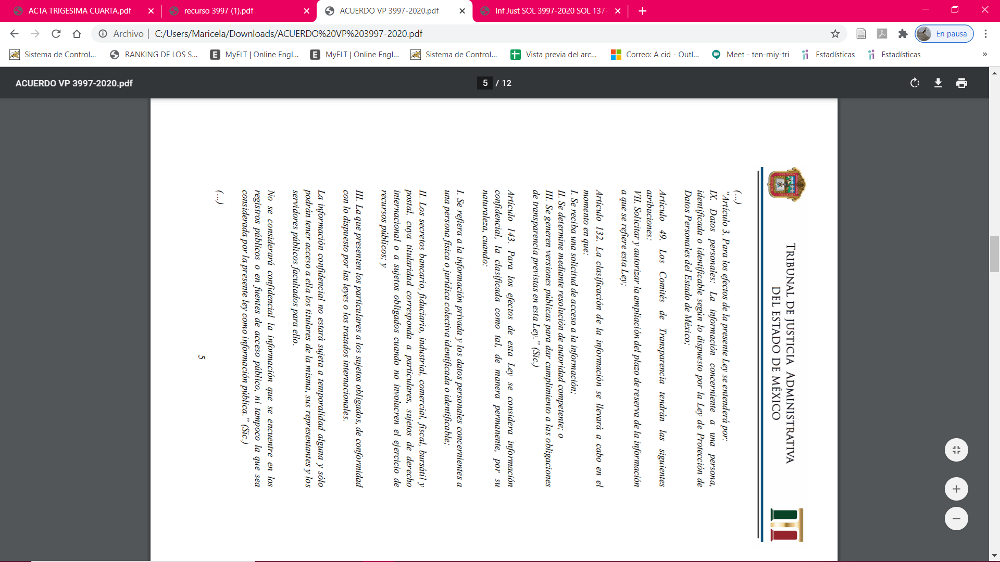 ACTA TRIGESIMA CUARTA.pdf
recurso 3997 (1).pdf
ACUERDO VP 3997-2020.pdf
Inf Just SOL 3997-2020 SOL 137-
Archivo
C:/Users/Maricela/Downloads/ACUERDO%20VP%203997-2020.pdf
En pausa
Sistema de Control...
RANKING DE LOS S...
MyELT | Online Engl...
MyELT | Online Engl...
Sistema de Control...
Vista previa del arc...
Correo: A cid - Outl...
Meet - ten-rniy-tri
Estadísticas
Estadísticas
»
ACUERDO VP 3997-2020.pdf
5 / 12
TRIBUNAL DE JUSTICIA ADMINISTRATIVA
DEL ESTADO DE MÉXICO
(...)
“Artículo 3. Para los efectos de la presente Ley se entenderá por:
IX. Datos personales: La información concerniente a una persona,
identificada o identificable según lo dispuesto por la Ley de Protección de
Datos Personales del Estado de México;
Artículo 49. Los Comités de Transparencia tendrán las siguientes
atribuciones:
VII. Solicitar y autorizar la ampliación del plazo de reserva de la información
a que se refiere esta Ley;
Artículo 132. La clasificación de la información se llevará a cabo en el
momento en que:
I. Se reciba una solicitud de acceso a la información;
II. Se determine mediante resolución de autoridad competente; o
III. Se generen versiones públicas para dar cumplimiento a las obligaciones
de transparencia previstas en esta Ley.” (Sic.)
Artículo 143. Para los efectos de esta Ley se considera información
confidencial, la clasificada como tal, de manera permanente, por su
naturaleza, cuando:
I. Se refiera a la información privada y los datos personales concernientes a
una persona física o jurídica colectiva identificada o identificable;
II. Los secretos bancario, fiduciario, industrial, comercial, fiscal, bursátil y
postal, cuya titularidad corresponda a particulares, sujetos de derecho
internacional o a sujetos obligados cuando no involucren el ejercicio de
recursos públicos; y
III. La que presenten los particulares a los sujetos obligados, de conformidad
con lo dispuesto por las leyes o los tratados internacionales.
La información confidencial no estará sujeta a temporalidad alguna y sólo
podrán tener acceso a ella los titulares de la misma, sus representantes y los
servidores públicos facultados para ello.
No se considerará confidencial la información que se encuentre en los
registros públicos o en fuentes de acceso público, ni tampoco la que sea
considerada por la presente ley como información pública.” (Sic.)
(...)
5